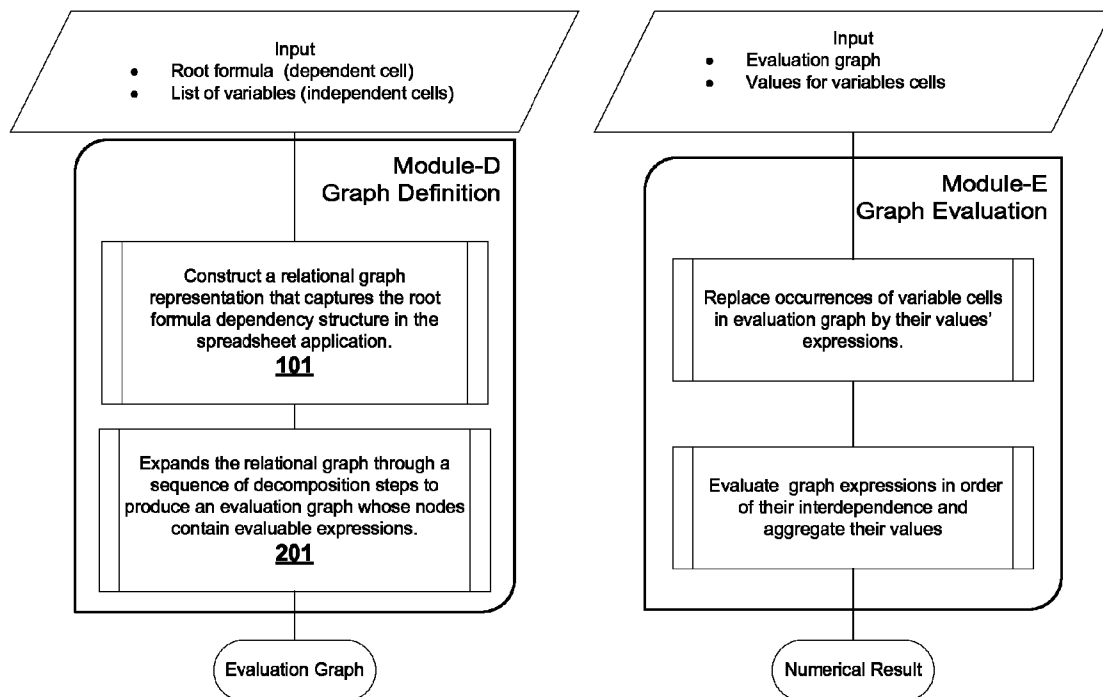 Input
• Root formula (dependent cell)
• List of variables (independent cells)
Module-D
Graph Definition
Construct a relational graph
representation that captures the root
formula dependency structure in the
spreadsheet application.
101
Expands the relational graph through a
sequence of decomposition steps to
produce an evaluation graph whose nodes
contain evaluable expressions.
201
Evaluation Graph
Input
• Evaluation graph
• Values for variables cells
Module-E
Graph Evaluation
Replace occurrences of variable cells
in evaluation graph by their values’
expressions.
Evaluate graph expressions in order
of their interdependence and
aggregate their values
Numerical Result